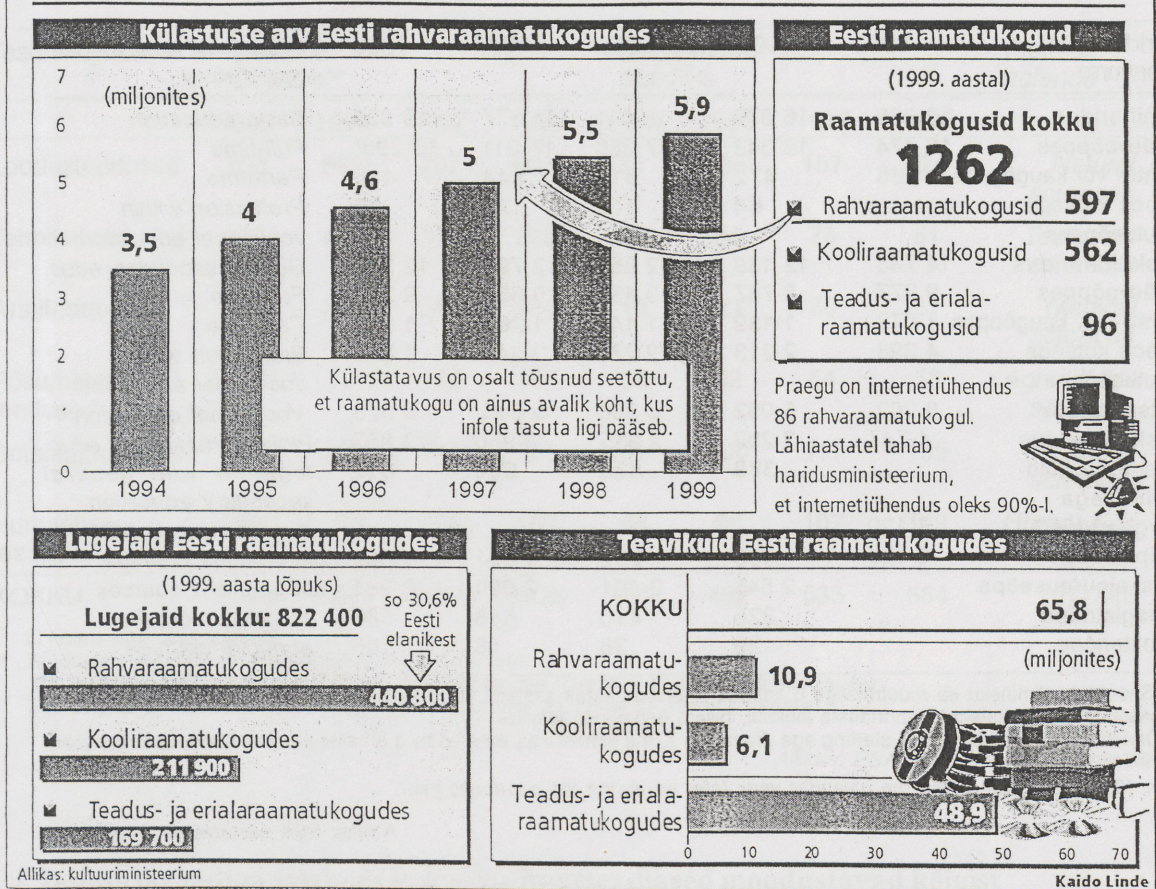 Külastuste arv Eesti rahvaraamatukogudes
(miljonites)
7
6
5
4
3
2
0
3,5
4
4,6
5
5,5
5,9
1994
1995
1996
1997
1998
1999
Külastatavus on osalt tõusnud seetõttu,
et raamatukogu on ainus avalik koht, kus
infole tasuta ligi pääseb.
Eesti raamatukogud
(1999. aastal)
Raamatukogusid kokku
1262
Rahvaraamatukogusid 597
Kooliraamatukogusid 562
Teadus- ja eriala-
raamatukogusid 96
Praegu on internetiühendus
86 rahvaraamatukogul.
Lähiaastatel tahab
haridusministeerium,
et internetiühendus oleks 90%-l.
Lugejaid Eesti raamatukogudes
(1999. aasta lõpuks)
Lugejaid kokku: 822 400
so 30,6%
Eesti
elanikest
Rahvaraamatukogudes
440 800
Kooliraamatukogudes
211 900
Teadus- ja erialaraamatukogudes
169 700
Teavikuid Eesti raamatukogudes
KOKKU
65,8
(miljonites)
Rahvaraamatu-
kogudes
10,9
Kooliraamatu-
kogudes
6,1
Teadus- ja eriala-
raamatukogudes
48,9
0 10 20 30 40 50 60 70
Allikas: kultuuriministeerium
Kaido Linde